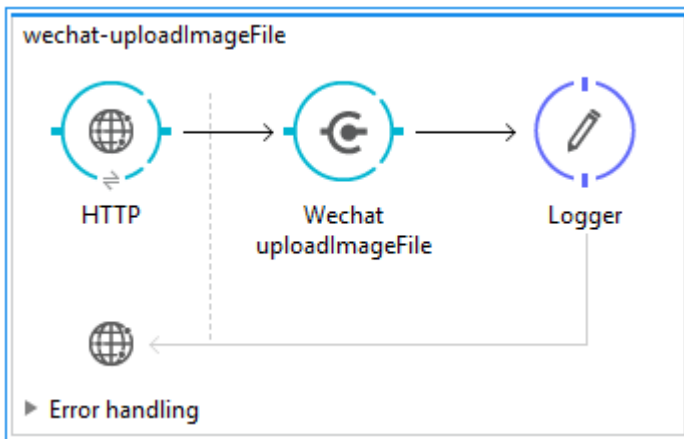 wechat-uploadImageFile
HTTP
Wechat
uploadImageFile
Logger
Error handling